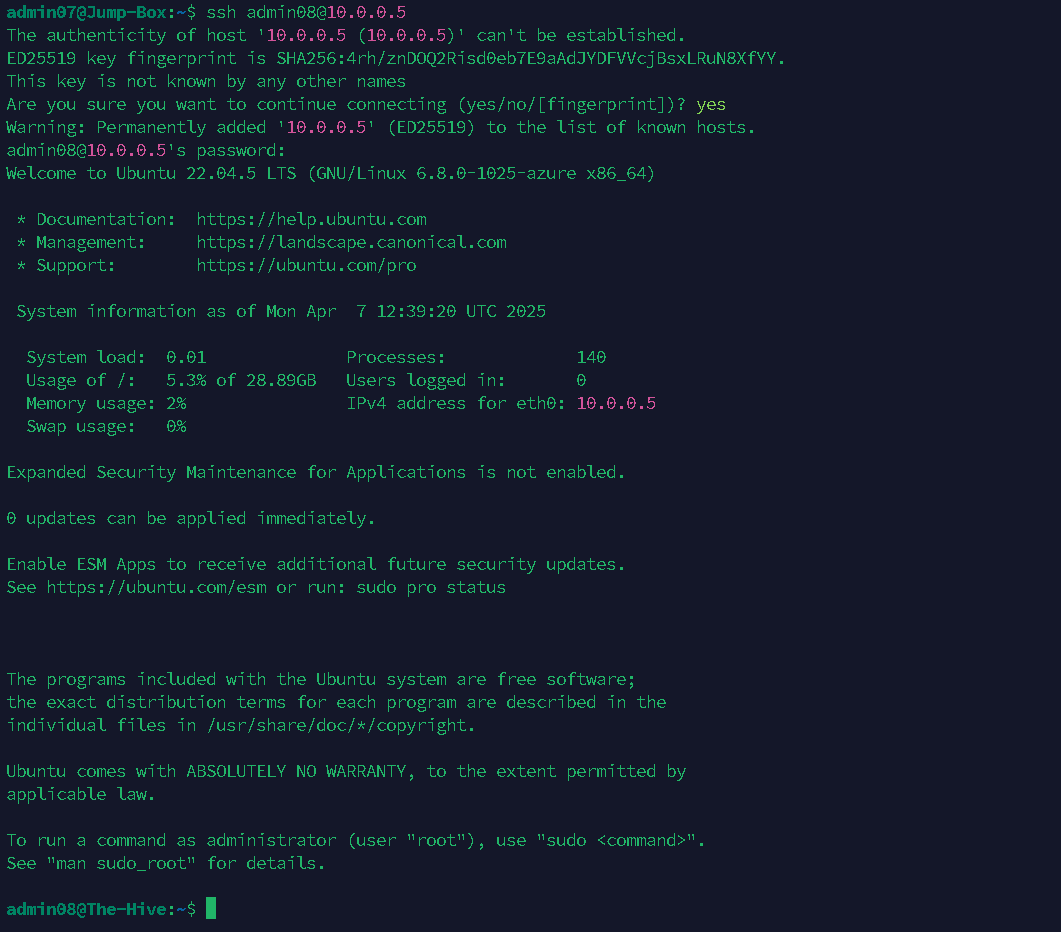 admin07@Jump-Box:~$ ssh admin08@10.0.0.5
The authenticity of host '10.0.0.5 (10.0.0.5)' can't be established.
ED25519 key fingerprint is SHA256:4rh/znDOQ2Risd0eb7E9aAdJYDFVVcjBsxLRuN8XfYY.
This key is not known by any other names
Are you sure you want to continue connecting (yes/no/[fingerprint])? yes
Warning: Permanently added '10.0.0.5' (ED25519) to the list of known hosts.
admin08@10.0.0.5's password:
Welcome to Ubuntu 22.04.5 LTS (GNU/Linux 6.8.0-1025-azure x86_64)

 * Documentation:  https://help.ubuntu.com
 * Management:     https://landscape.canonical.com
 * Support:        https://ubuntu.com/pro

 System information as of Mon Apr  7 12:39:20 UTC 2025

  System load:  0.01              Processes:             140
  Usage of /:   5.3% of 28.89GB   Users logged in:       0
  Memory usage: 2%                IPv4 address for eth0: 10.0.0.5
  Swap usage:   0%

Expanded Security Maintenance for Applications is not enabled.

0 updates can be applied immediately.

Enable ESM Apps to receive additional future security updates.
See https://ubuntu.com/esm or run: sudo pro status

The programs included with the Ubuntu system are free software;
the exact distribution terms for each program are described in the
individual files in /usr/share/doc/*/copyright.

Ubuntu comes with ABSOLUTELY NO WARRANTY, to the extent permitted by
applicable law.

To run a command as administrator (user "root"), use "sudo <command>".
See "man sudo_root" for details.

admin08@The-Hive:~$